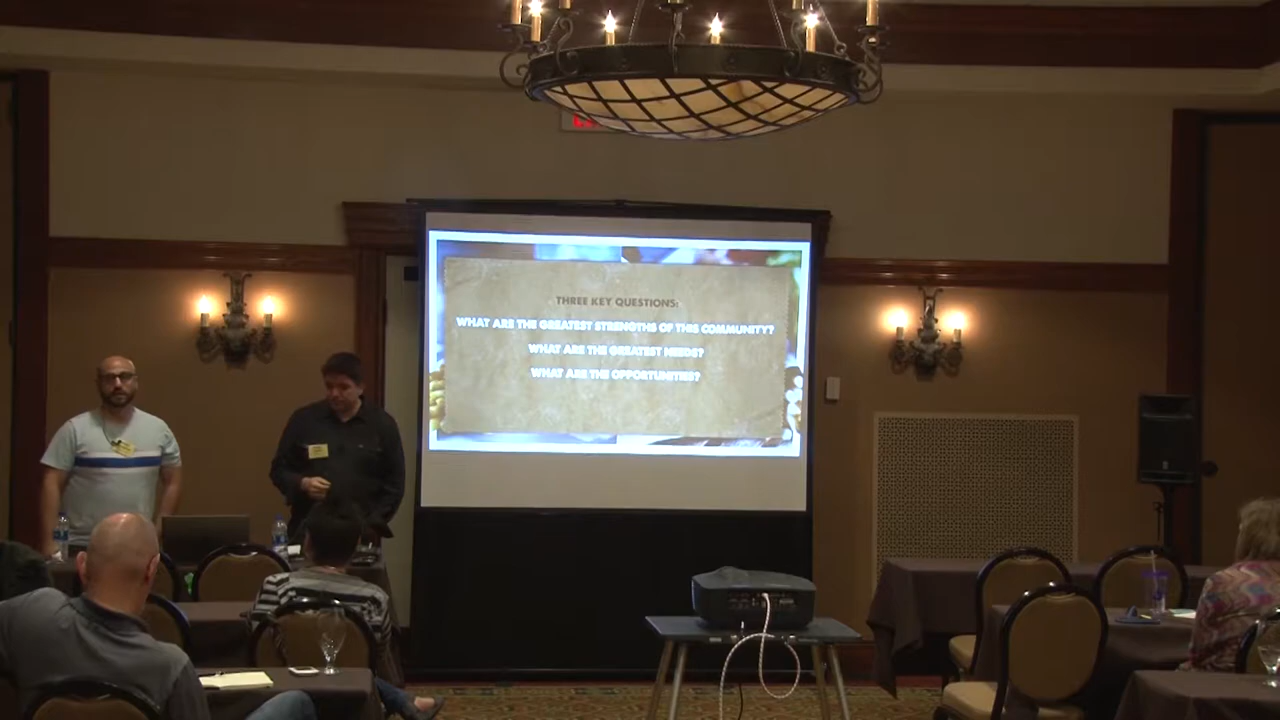 THREE KEY QUESTIONS:
WHAT ARE THE GREATEST STRENGTHS OF THIS COMMUNITY?
WHAT ARE THE GREATEST NEEDS?
WHAT ARE THE OPPORTUNITIES?